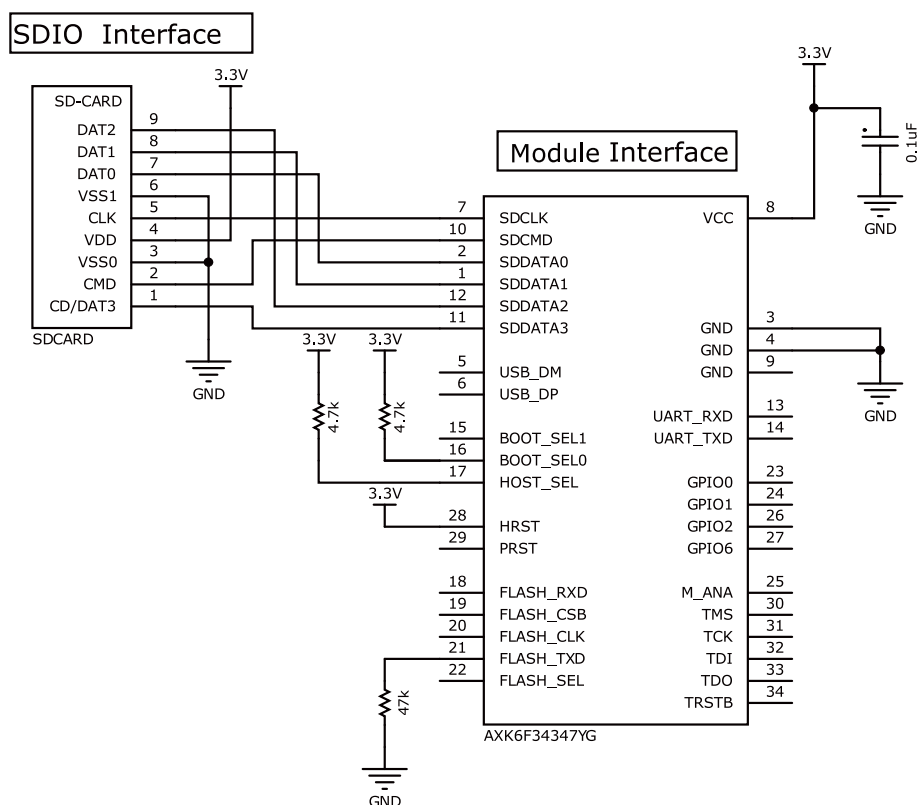 SDIO Interface
3.3V
SD-CARD
DAT2 9
DAT1 8
DAT0 7
VSS1 6
CLK 5
VDD 4
VSS0 3
CMD 2
CD/DAT3 1
SDCARD
GND
Module Interface
3.3V
0.1uF
GND
7 SDCLK
10 SDCMD
2 SDDATA0
1 SDDATA1
12 SDDATA2
11 SDDATA3
3.3V 3.3V
4.7k 4.7k
5 USB_DM
6 USB_DP
15 BOOT_SEL1
16 BOOT_SEL0
17 HOST_SEL
3.3V
28 HRST
29 PRST
18 FLASH_RXD
19 FLASH_CSB
20 FLASH_CLK
21 FLASH_TXD
22 FLASH_SEL
47k
GND
VCC 8
GND 3
GND 4
GND 9
GND
UART_RXD 13
UART_TXD 14
GPIO0 23
GPIO1 24
GPIO2 26
GPIO6 27
M_ANA 25
TMS 30
TCK 31
TDI 32
TDO 33
TRSTB 34
AXK6F34347YG